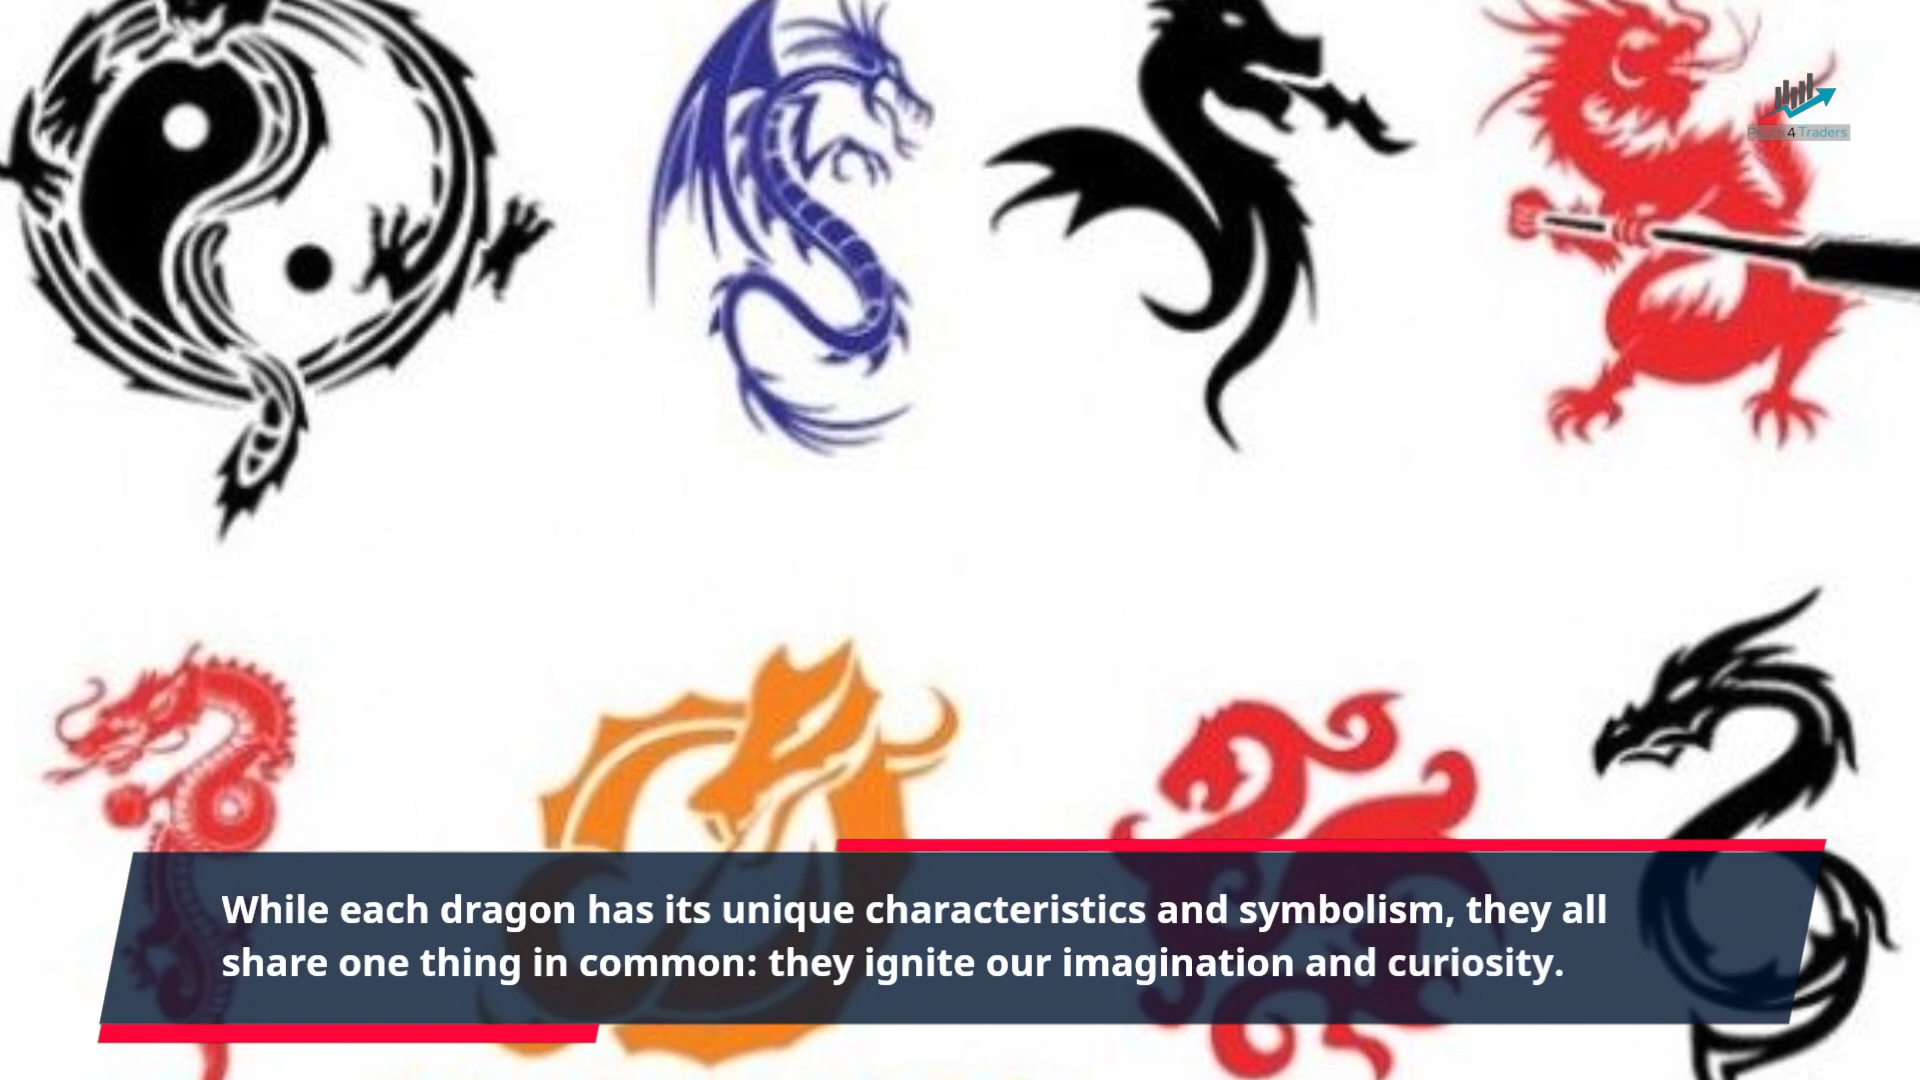 4 Traders
While each dragon has its unique characteristics and symbolism, they all
share one thing in common: they ignite our imagination and curiosity.